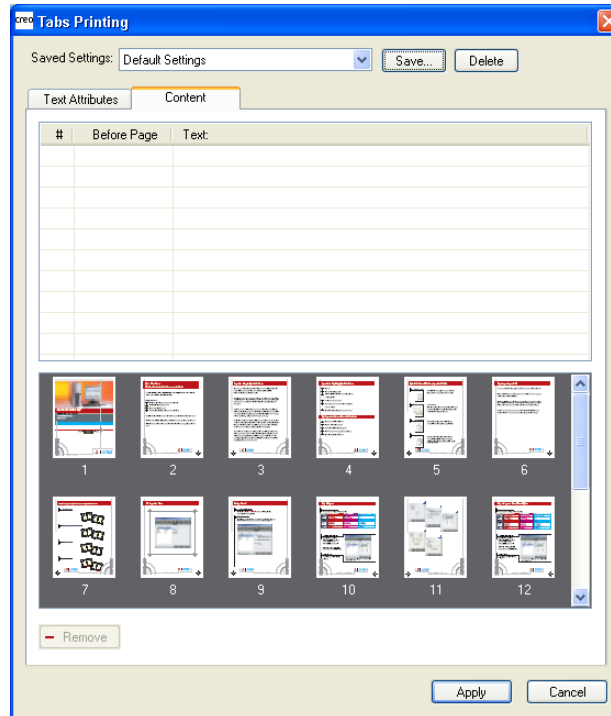 creo Tabs Printing
Saved Settings: Default Settings Save... Delete
Text Attributes Content
# Before Page Text:
1 2 3 4 5 6
7 8 9 10 11 12
Remove
Apply Cancel